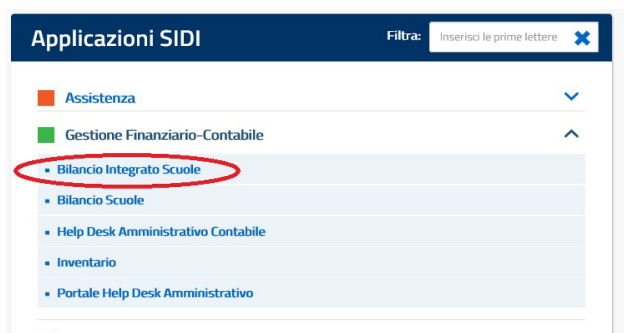 Applicazioni SIDI
Filtra: Inserisci le prime lettere
Assistenza
Gestione Finanziario-Contabile
Bilancio Integrato Scuole
Bilancio Scuole
Help Desk Amministrativo Contabile
Inventario
Portale Help Desk Amministrativo